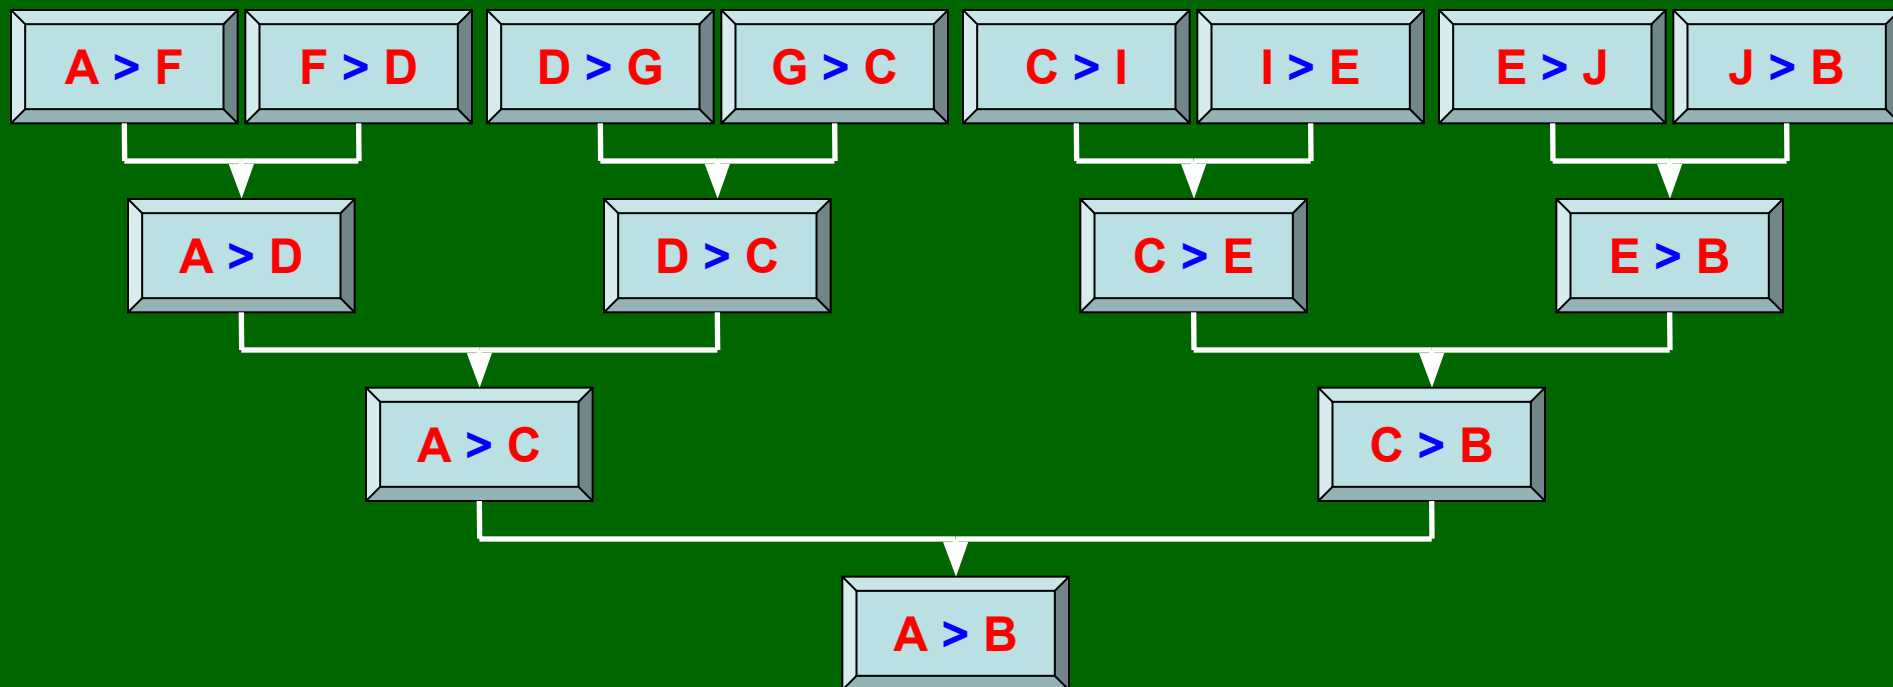 A > F
F > D
D > G
G > C
C > I
I > E
E > J
J > B
A > D
D > C
C > E
E > B
A > C
C > B
A > B